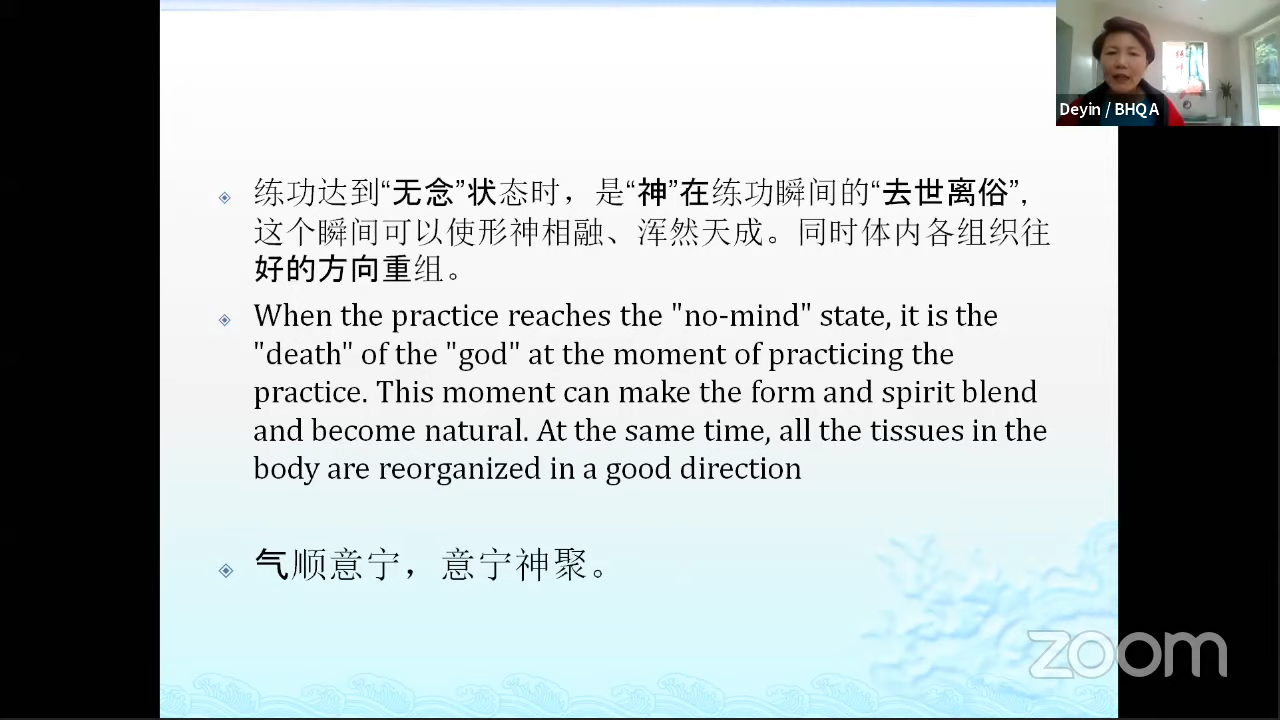 Deyin / BHQA
练功达到“无念”状态时，是“神”在练功瞬间的“去世离俗”，
这个瞬间可以使形神相融、浑然天成。同时体内各组织往
好的方向重组。
When the practice reaches the "no-mind" state, it is the
"death" of the "god" at the moment of practicing the
practice. This moment can make the form and spirit blend
and become natural. At the same time, all the tissues in the
body are reorganized in a good direction
气顺意宁，意宁神聚。
zoom